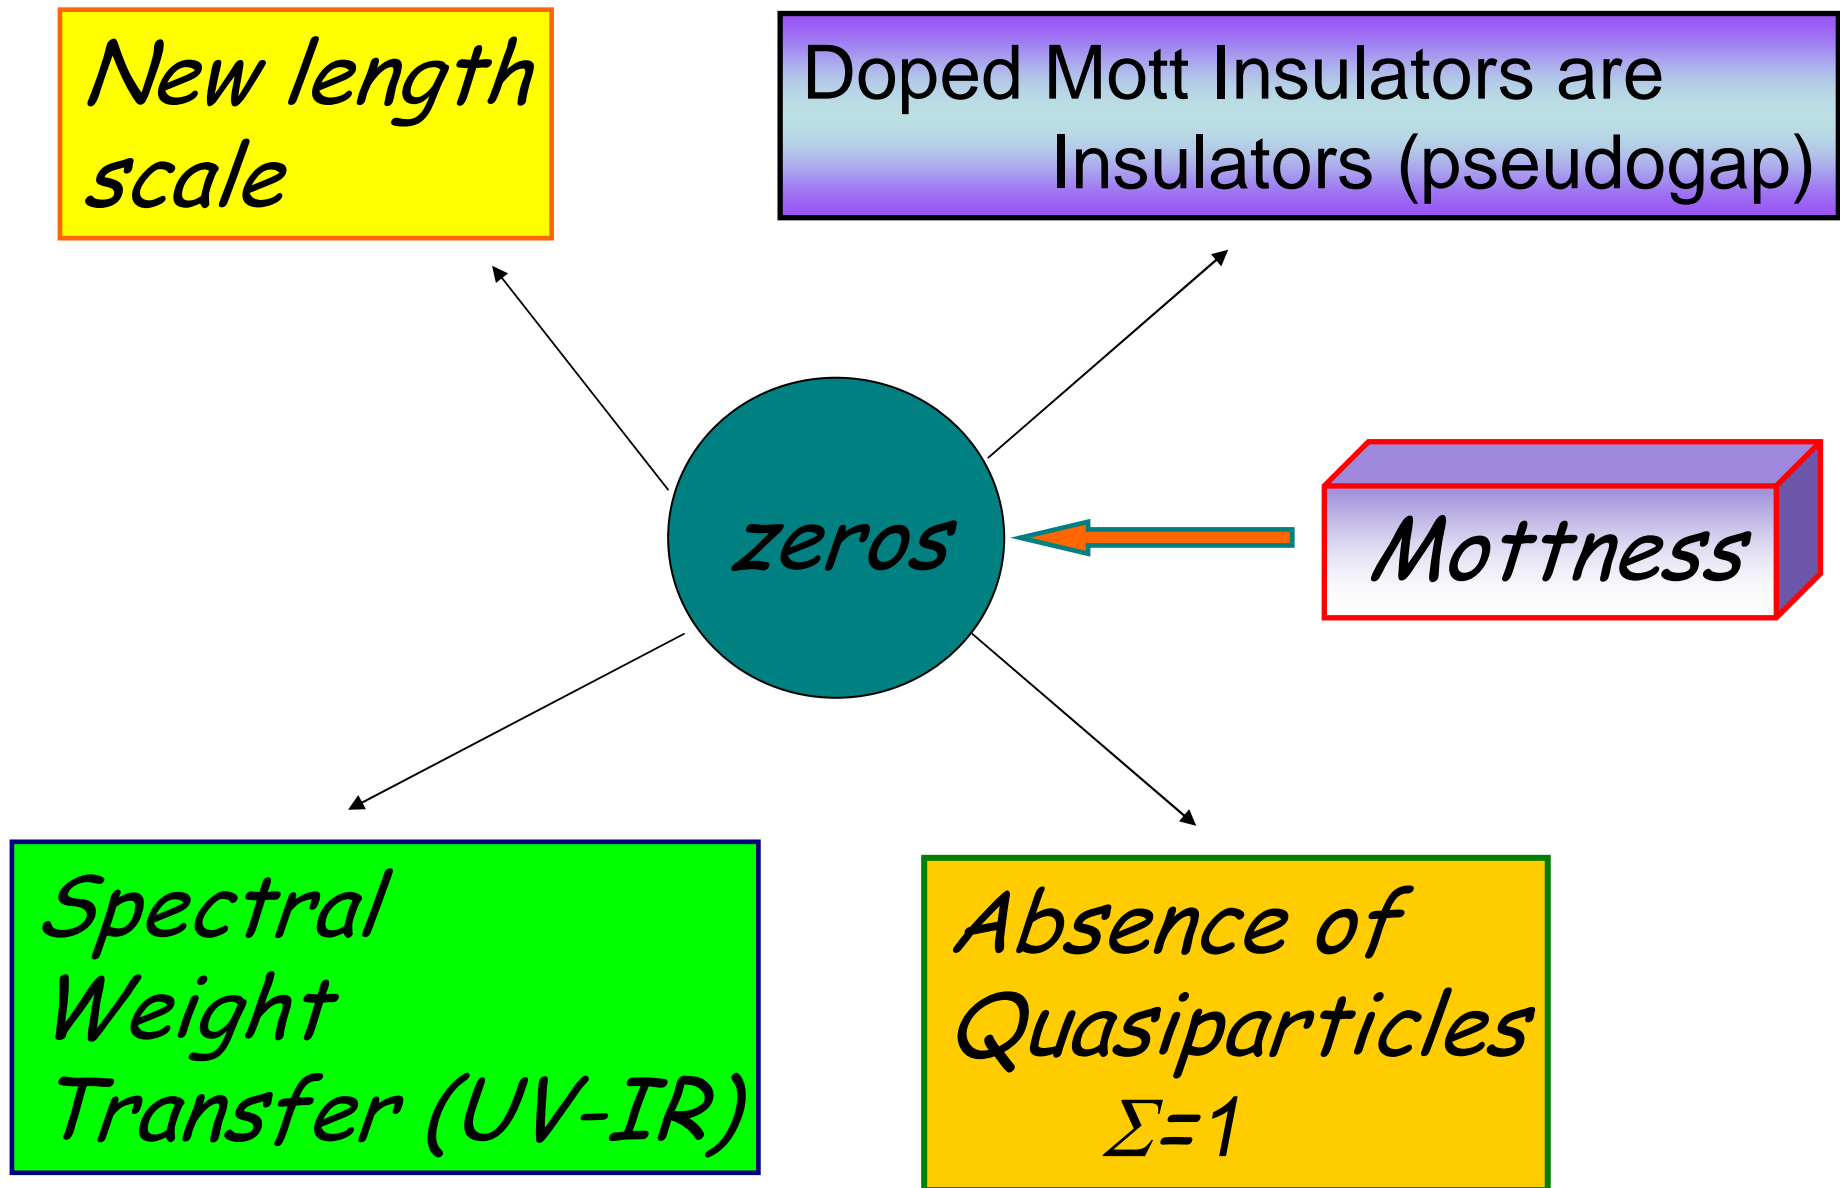 New length
scale
Doped Mott Insulators are
Insulators (pseudogap)
zeros
Mottness
Spectral
Weight
Transfer (UV-IR)
Absence of
Quasiparticles
Σ=1